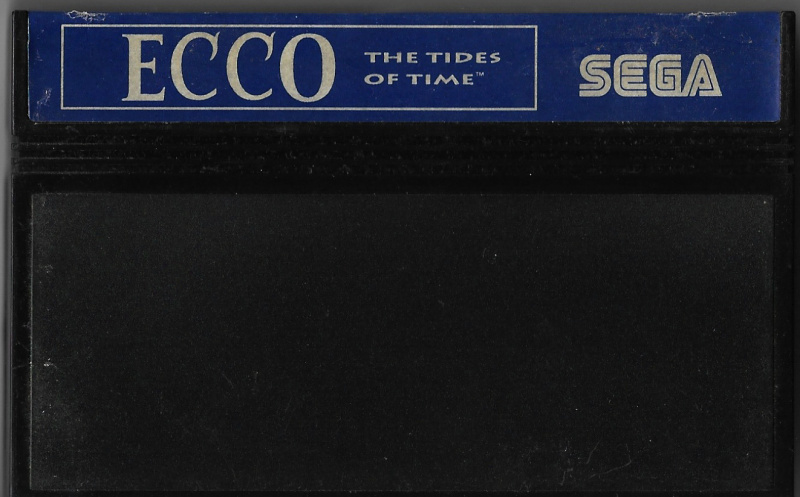 ECCO
THE TIDES
OF TIME™
SEGA